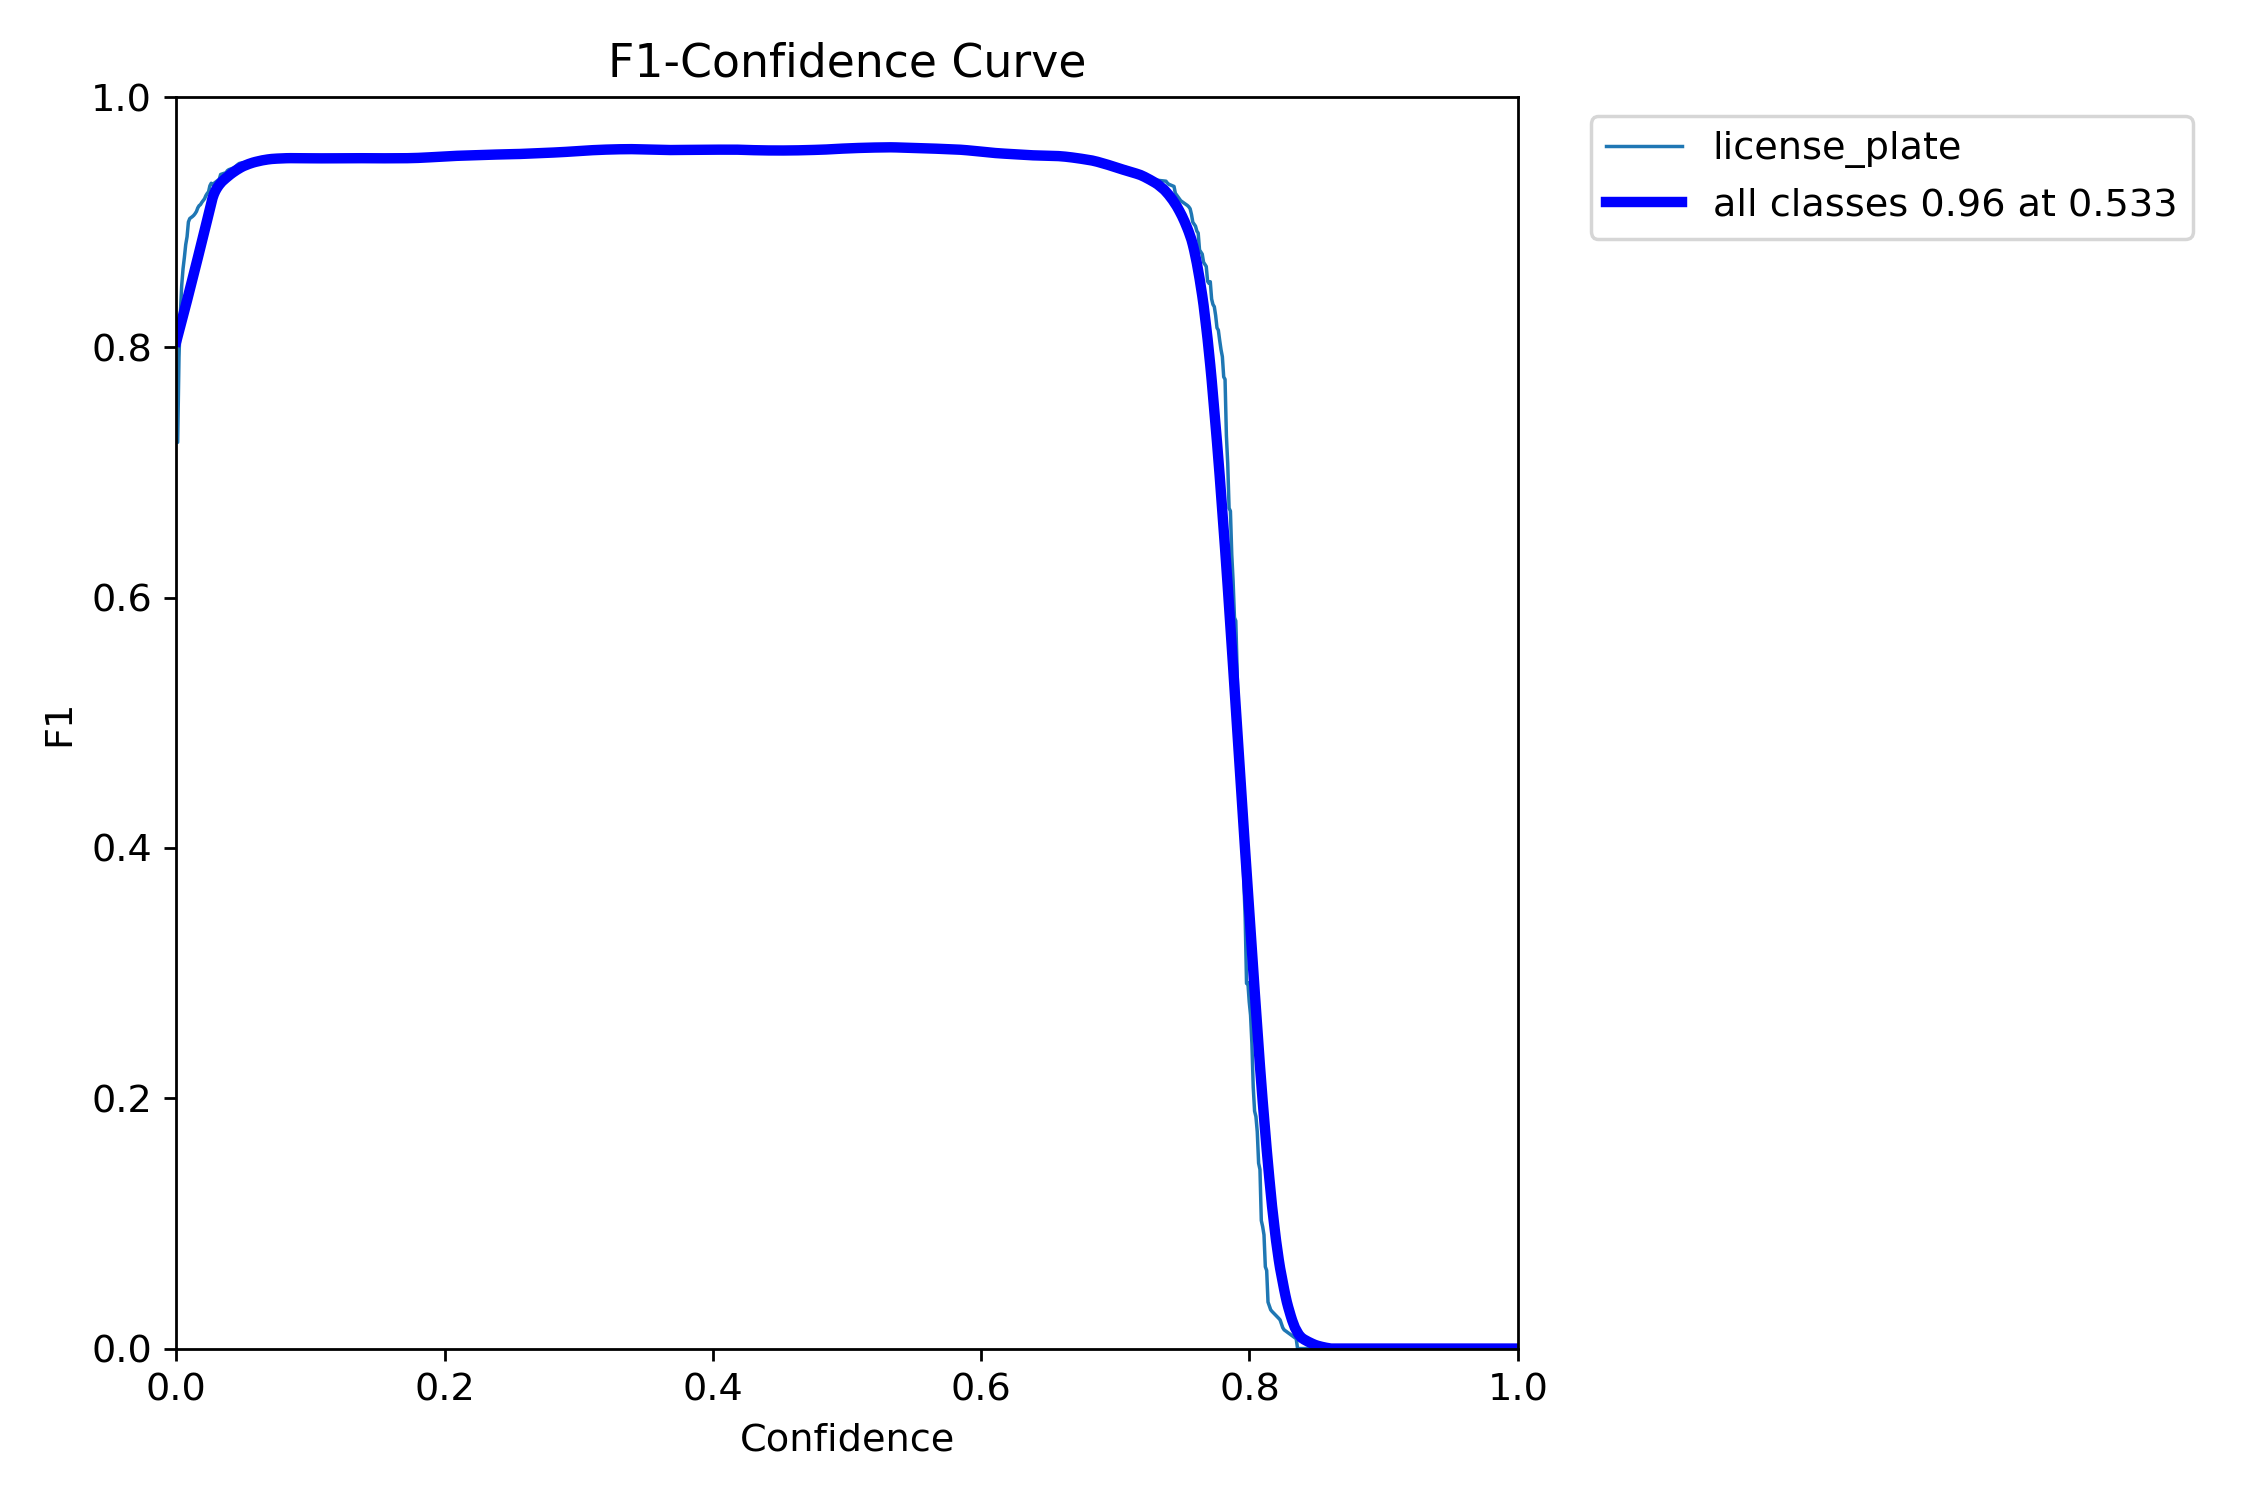 F1-Confidence Curve
1.0
0.8
0.6
0.4
0.2
0.0
F1
0.0 0.2 0.4 0.6 0.8 1.0
Confidence
license_plate
all classes 0.96 at 0.533